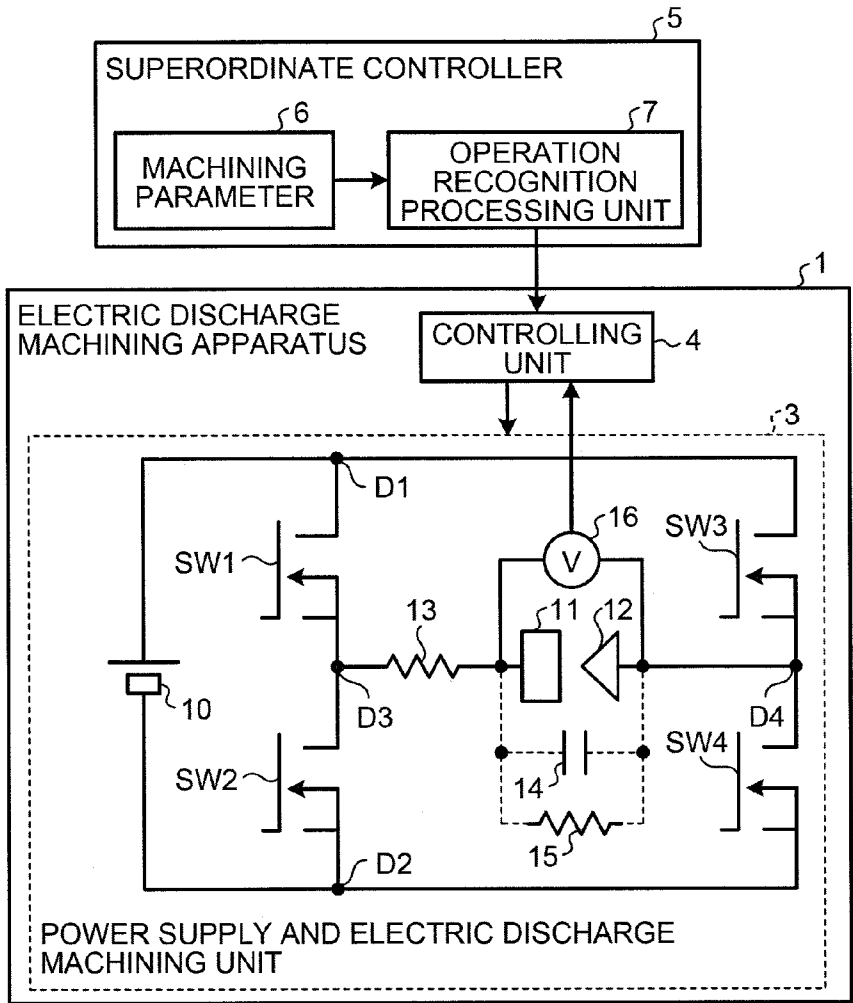 5
SUPERORDINATE CONTROLLER
6
7
MACHINING
PARAMETER
OPERATION
RECOGNITION
PROCESSING UNIT
1
ELECTRIC DISCHARGE
MACHINING APPARATUS
CONTROLLING
UNIT
4
3
D1
16
SW1
V
SW3
11
12
13
10
D3
D4
SW2
14
SW4
15
D2
POWER SUPPLY AND ELECTRIC DISCHARGE
MACHINING UNIT